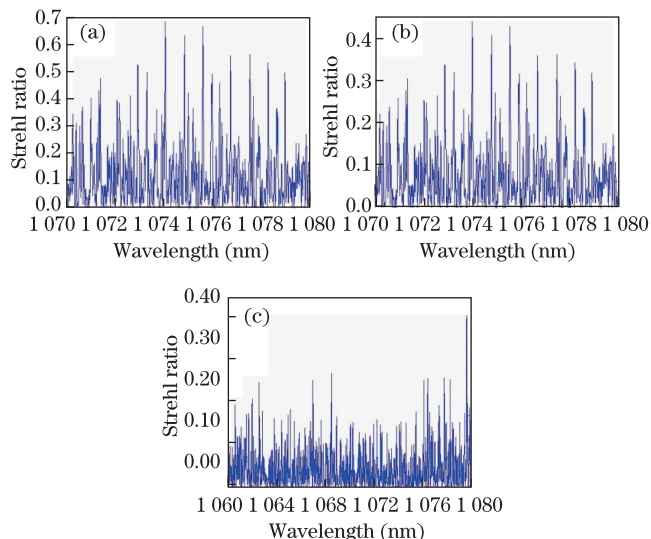 (a)
Strehl ratio
0.7
0.6
0.5
0.4
0.3
0.2
0.1
0.0
1 070 1 072 1 074 1 076 1 078 1 080
Wavelength (nm)
(b)
Strehl ratio
0.4
0.3
0.2
0.1
0.0
1 070 1 072 1 074 1 076 1 078 1 080
Wavelength (nm)
(c)
Strehl ratio
0.40
0.20
0.10
0.00
1 060 1 064 1 068 1 072 1 076 1 080
Wavelength (nm)